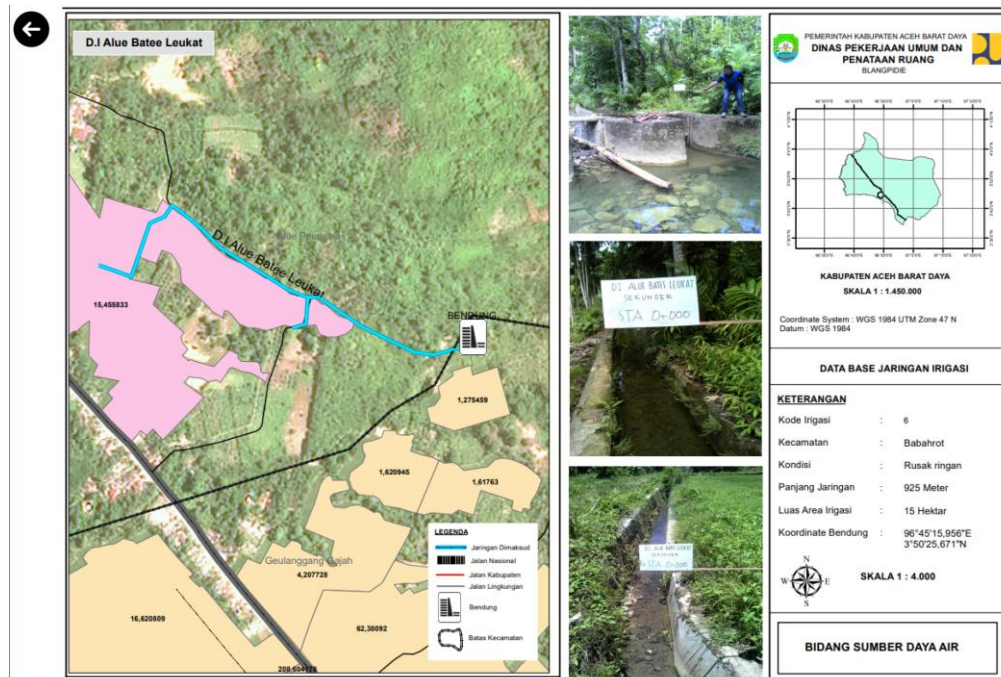 D.I Alue Batee Leukat
D.I Alue Batee Leukat
BENDUNG
15,455833
1,275459
1,620945
1,61763
Geulanggang Gajah
4,207728
16,620809
62,38092
LEGENDA
Jaringan Dimaksud
Jalan Nasional
Jalan Kabupaten
Jalan Lingkungan
Bendung
Batas Kecamatan
DI ALUE BATEE LEUKAT
SEKUNDER
STA 0+000
DI ALUE BATEE LEUKAT
SEKUNDER
STA 0+000
PEMERINTAH KABUPATEN ACEH BARAT DAYA
DINAS PEKERJAAN UMUM DAN
PENATAAN RUANG
BLANGPIDIE
KABUPATEN ACEH BARAT DAYA
SKALA 1 : 1.450.000
Coordinate System : WGS 1984 UTM Zone 47 N
Datum : WGS 1984
DATA BASE JARINGAN IRIGASI
KETERANGAN
Kode Irigasi : 6
Kecamatan : Babahrot
Kondisi : Rusak ringan
Panjang Jaringan : 925 Meter
Luas Area Irigasi : 15 Hektar
Koordinate Bendung : 96°45'15,956"E
3°50'25,671"N
N
W E
S
SKALA 1 : 4.000
BIDANG SUMBER DAYA AIR